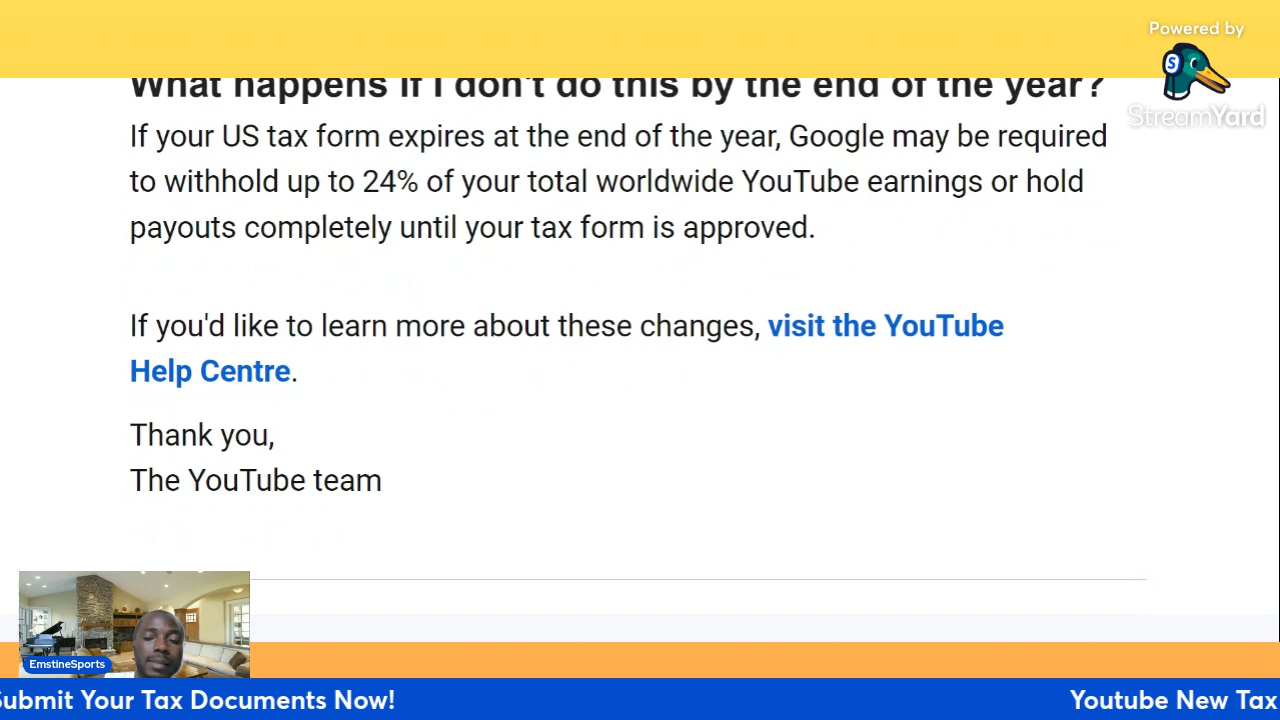 Powered by
StreamYard
What happens if I don't do this by the end of the year?
If your US tax form expires at the end of the year, Google may be required
to withhold up to 24% of your total worldwide YouTube earnings or hold
payouts completely until your tax form is approved.
If you'd like to learn more about these changes, visit the YouTube
Help Centre.
Thank you,
The YouTube team
EmstineSports
Submit Your Tax Documents Now!
Youtube New Tax